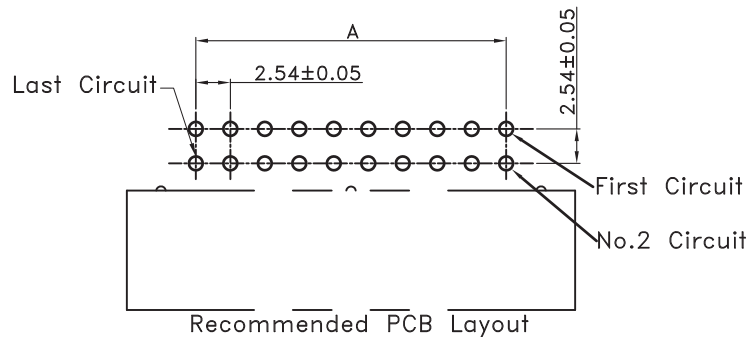 A
2.54±0.05
2.54±0.05
Last Circuit
First Circuit
No.2 Circuit
Recommended PCB Layout